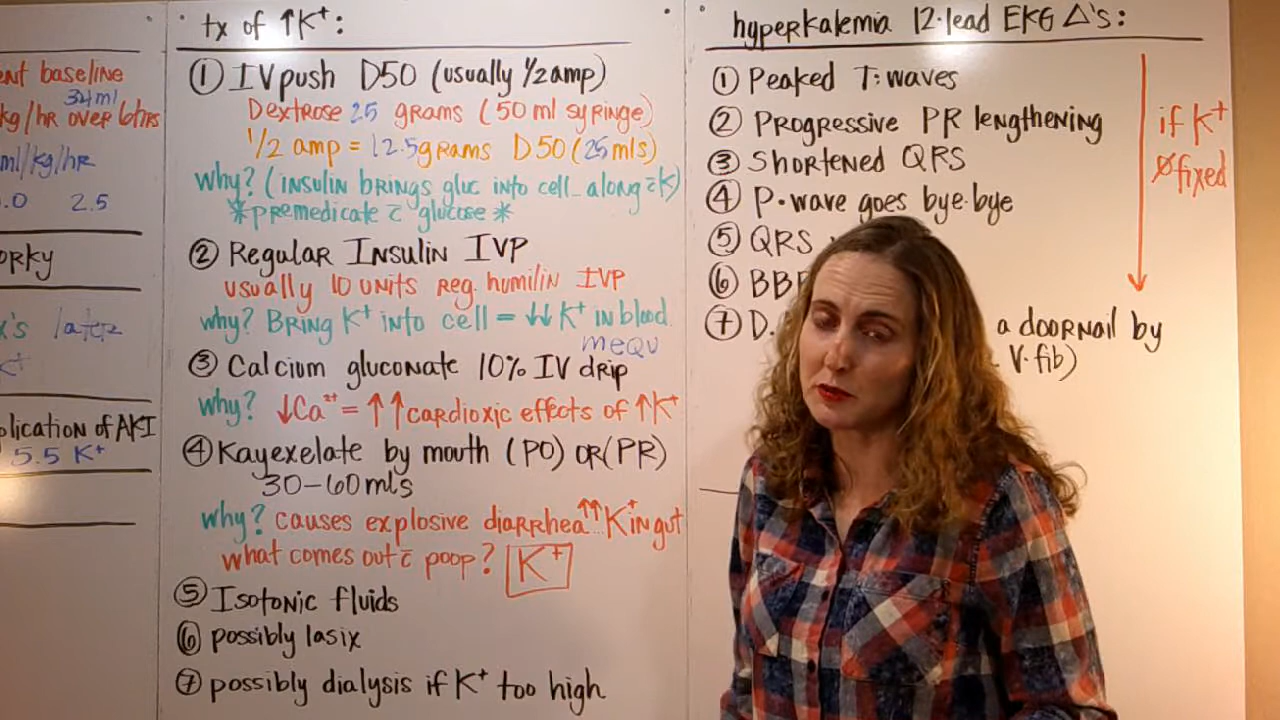 ent baseline
34ml
kg/hr over 6hrs
ml/kg/hr
.0 2.5
orky
x's later
K+
plication of AKI
5.5 K+
tx of ↑K+:
① IV push D50 (usually 1/2 amp)
Dextrose 25 grams (50 ml syringe)
1/2 amp = 12.5 grams D50 (25 mls)
why? (insulin brings gluc into cell along c̄ K)
*premedicate c̄ glucose*
② Regular Insulin IVP
usually 10 units reg. humilin IVP
why? Bring K+ into cell = ↓↓ K+ in blood
mEqu
③ Calcium gluconate 10% IV drip
why? ↓Ca2+ = ↑↑ cardioxic effects of ↑K+
④ Kayexelate by mouth (PO) OR (PR)
30-60 mls
why? causes explosive diarrhea ↑↑ K+ in gut
what comes out c̄ poop? K+
⑤ Isotonic fluids
⑥ possibly lasix
⑦ possibly dialysis if K+ too high
hyperkalemia 12.lead EKG Δ's:
① Peaked T-waves
② Progressive PR lengthening
③ Shortened QRS
④ P-wave goes bye-bye
⑤ QRS
⑥ BB
⑦ D. a doornail by
V-fib)
if K+
Ø fixed